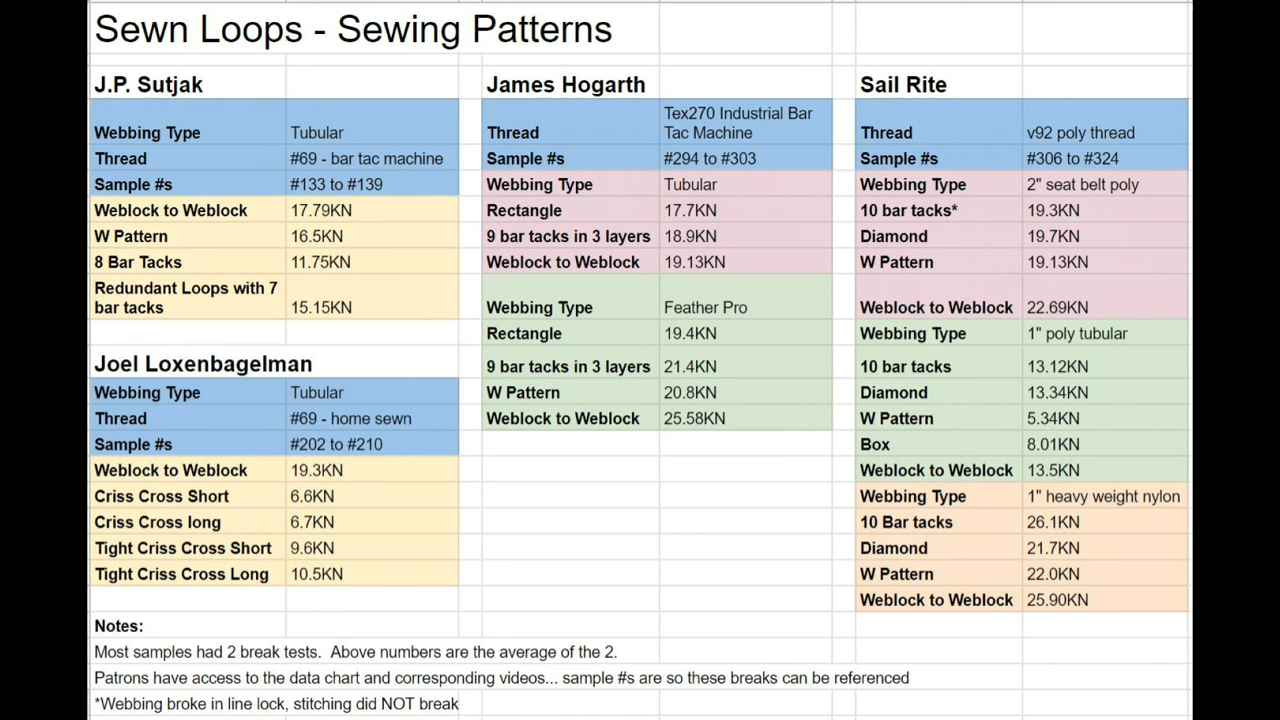 Sewn Loops - Sewing Patterns
J.P. Sutjak
Webbing Type Tubular
Thread #69 - bar tac machine
Sample #s #133 to #139
Weblock to Weblock 17.79KN
W Pattern 16.5KN
8 Bar Tacks 11.75KN
Redundant Loops with 7
bar tacks 15.15KN
Joel Loxenbagelman
Webbing Type Tubular
Thread #69 - home sewn
Sample #s #202 to #210
Weblock to Weblock 19.3KN
Criss Cross Short 6.6KN
Criss Cross long 6.7KN
Tight Criss Cross Short 9.6KN
Tight Criss Cross Long 10.5KN
James Hogarth
Tex270 Industrial Bar
Thread Tac Machine
Sample #s #294 to #303
Webbing Type Tubular
Rectangle 17.7KN
9 bar tacks in 3 layers 18.9KN
Weblock to Weblock 19.13KN
Webbing Type Feather Pro
Rectangle 19.4KN
9 bar tacks in 3 layers 21.4KN
W Pattern 20.8KN
Weblock to Weblock 25.58KN
Sail Rite
Thread v92 poly thread
Sample #s #306 to #324
Webbing Type 2" seat belt poly
10 bar tacks* 19.3KN
Diamond 19.7KN
W Pattern 19.13KN
Weblock to Weblock 22.69KN
Webbing Type 1" poly tubular
10 bar tacks 13.12KN
Diamond 13.34KN
W Pattern 5.34KN
Box 8.01KN
Weblock to Weblock 13.5KN
Webbing Type 1" heavy weight nylon
10 Bar tacks 26.1KN
Diamond 21.7KN
W Pattern 22.0KN
Weblock to Weblock 25.90KN
Notes:
Most samples had 2 break tests. Above numbers are the average of the 2.
Patrons have access to the data chart and corresponding videos... sample #s are so these breaks can be referenced
*Webbing broke in line lock, stitching did NOT break